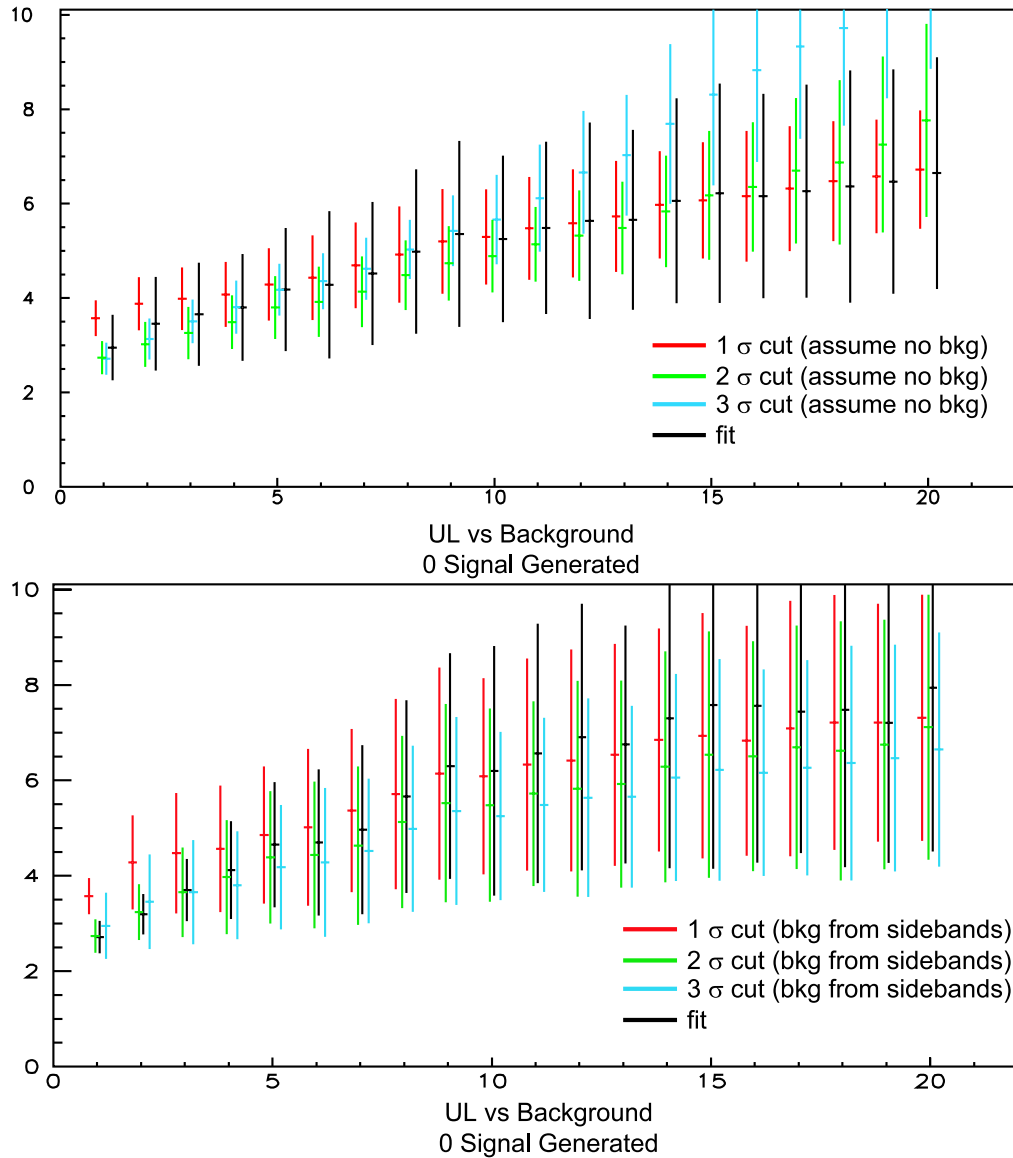 10
8
6
4
2
0
0 5 10 15 20
1 σ cut (assume no bkg)
2 σ cut (assume no bkg)
3 σ cut (assume no bkg)
fit
UL vs Background
0 Signal Generated
10
8
6
4
2
0
0 5 10 15 20
1 σ cut (bkg from sidebands)
2 σ cut (bkg from sidebands)
3 σ cut (bkg from sidebands)
fit
UL vs Background
0 Signal Generated